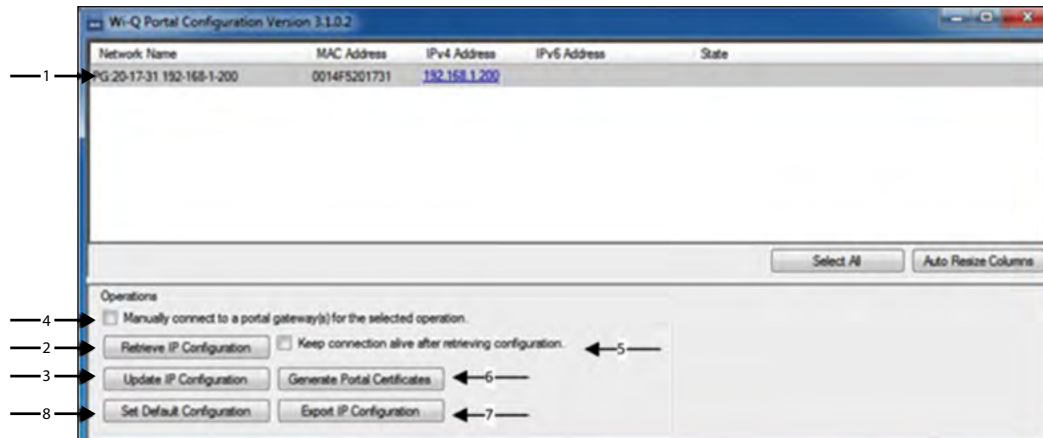 Wi-Q Portal Configuration Version 3.1.0.2
Network Name MAC Address IPv4 Address IPv6 Address State
1 PG:20-17-31 192-168-1-200 0014F5201731 192.168.1.200
Select All Auto Resize Columns
Operations
4 Manually connect to a portal gateway(s) for the selected operation.
2 Retrieve IP Configuration Keep connection alive after retrieving configuration. 5
3 Update IP Configuration Generate Portal Certificates 6
8 Set Default Configuration Export IP Configuration 7